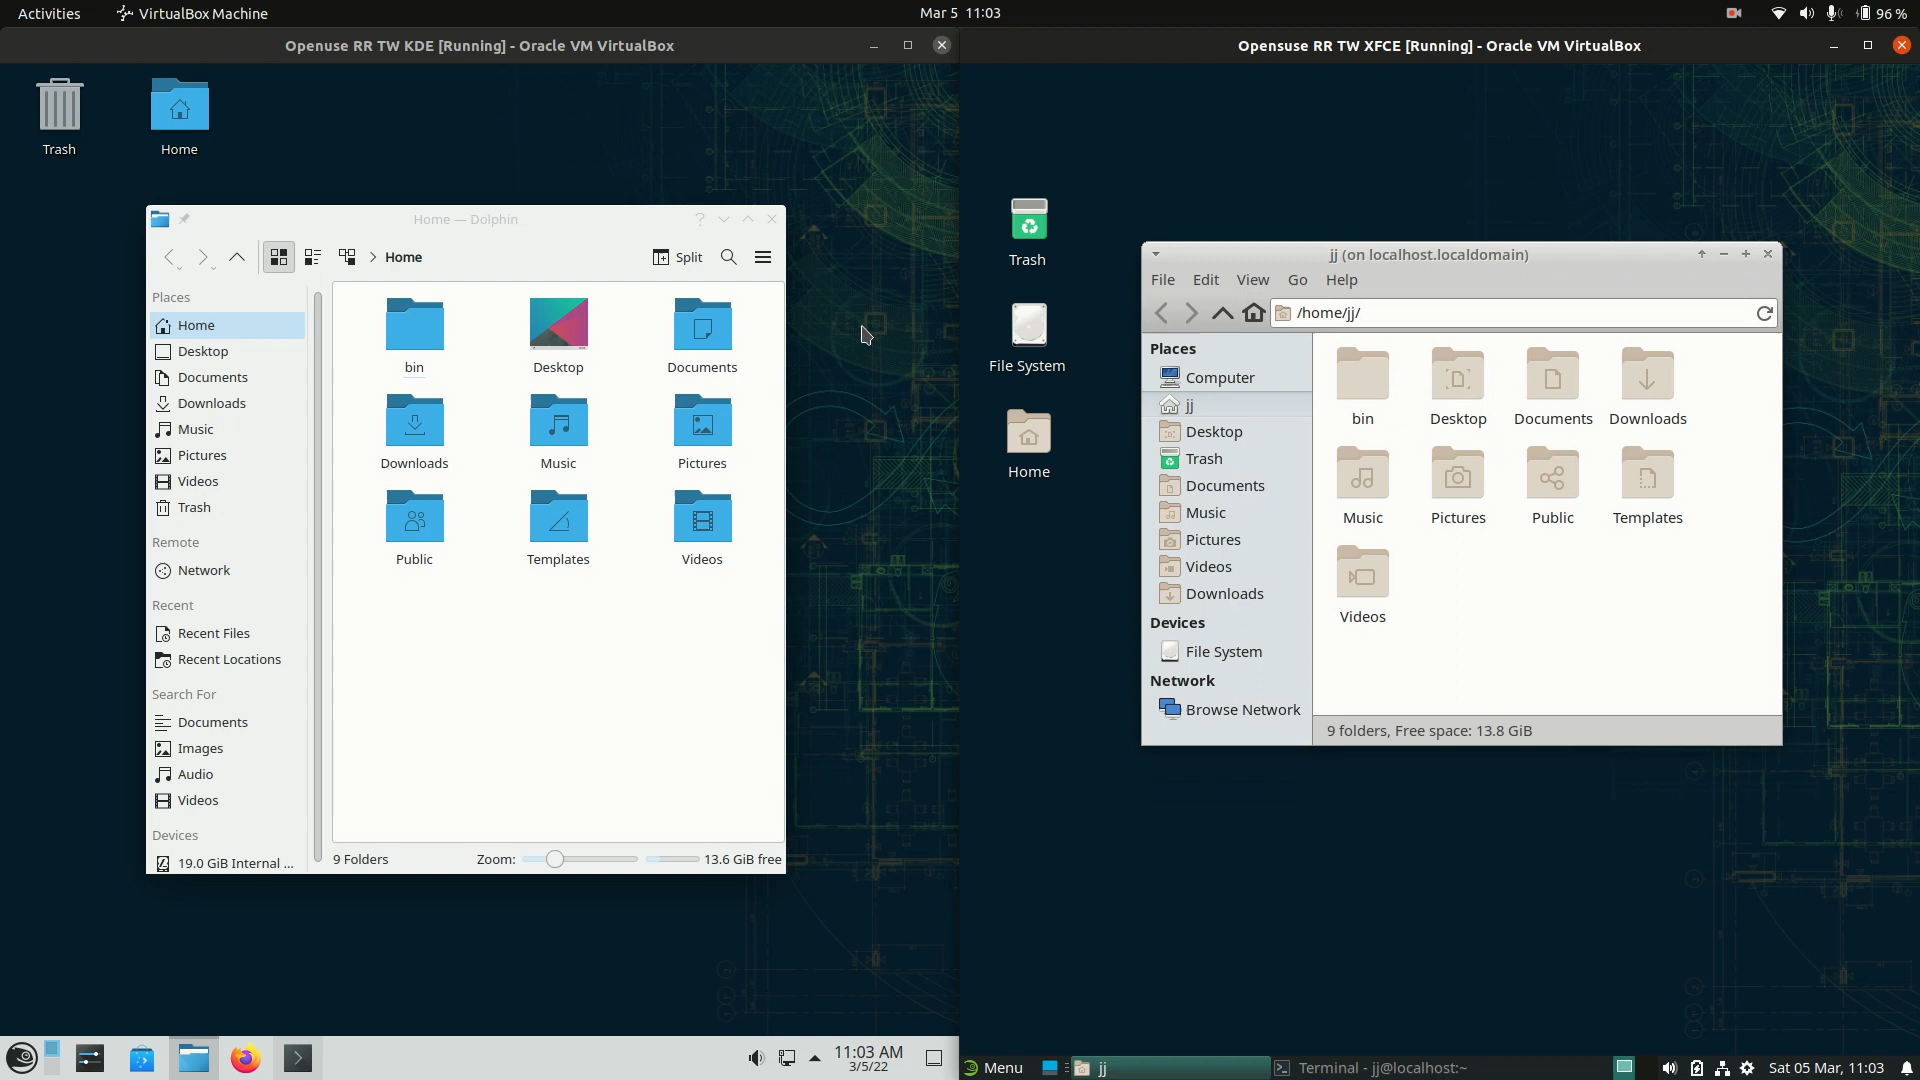 Activities
VirtualBox Machine
Mar 5 11:03
96 %
Openuse RR TW KDE [Running] - Oracle VM VirtualBox
Trash
Home
Home — Dolphin
Home
Split
Places
Home
Desktop
Documents
Downloads
Music
Pictures
Videos
Trash
Remote
Network
Recent
Recent Files
Recent Locations
Search For
Documents
Images
Audio
Videos
Devices
19.0 GiB Internal ...
bin
Desktop
Documents
Downloads
Music
Pictures
Public
Templates
Videos
9 Folders
Zoom:
13.6 GiB free
11:03 AM
3/5/22
Opensuse RR TW XFCE [Running] - Oracle VM VirtualBox
Trash
File System
Home
jj (on localhost.localdomain)
File Edit View Go Help
/home/jj/
Places
Computer
jj
Desktop
Trash
Documents
Music
Pictures
Videos
Downloads
Devices
File System
Network
Browse Network
bin
Desktop
Documents
Downloads
Music
Pictures
Public
Templates
Videos
9 folders, Free space: 13.8 GiB
Menu
jj
Terminal - jj@localhost:~
Sat 05 Mar, 11:03